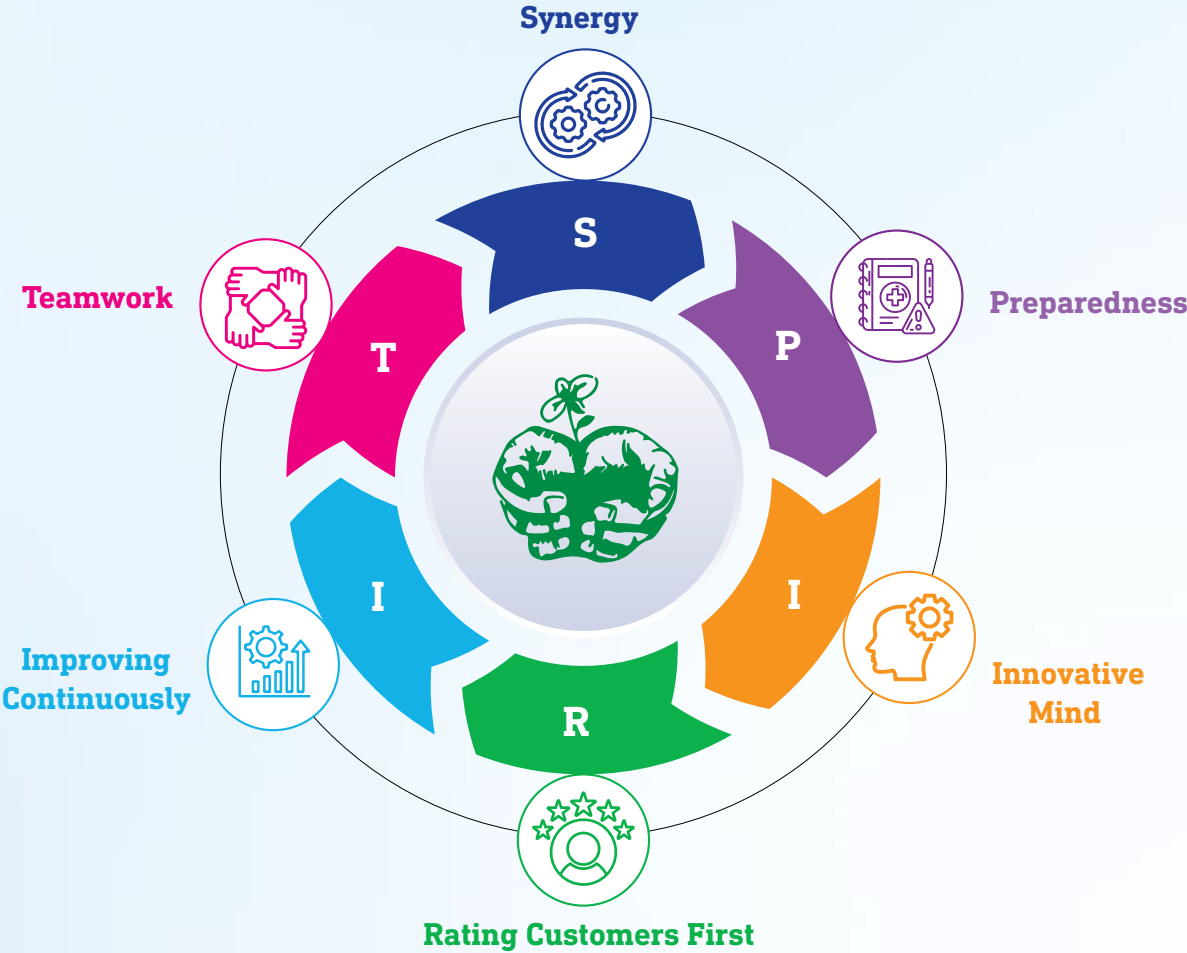 Synergy
S
P
Preparedness
I
Innovative
Mind
R
Rating Customers First
I
Improving
Continuously
T
Teamwork